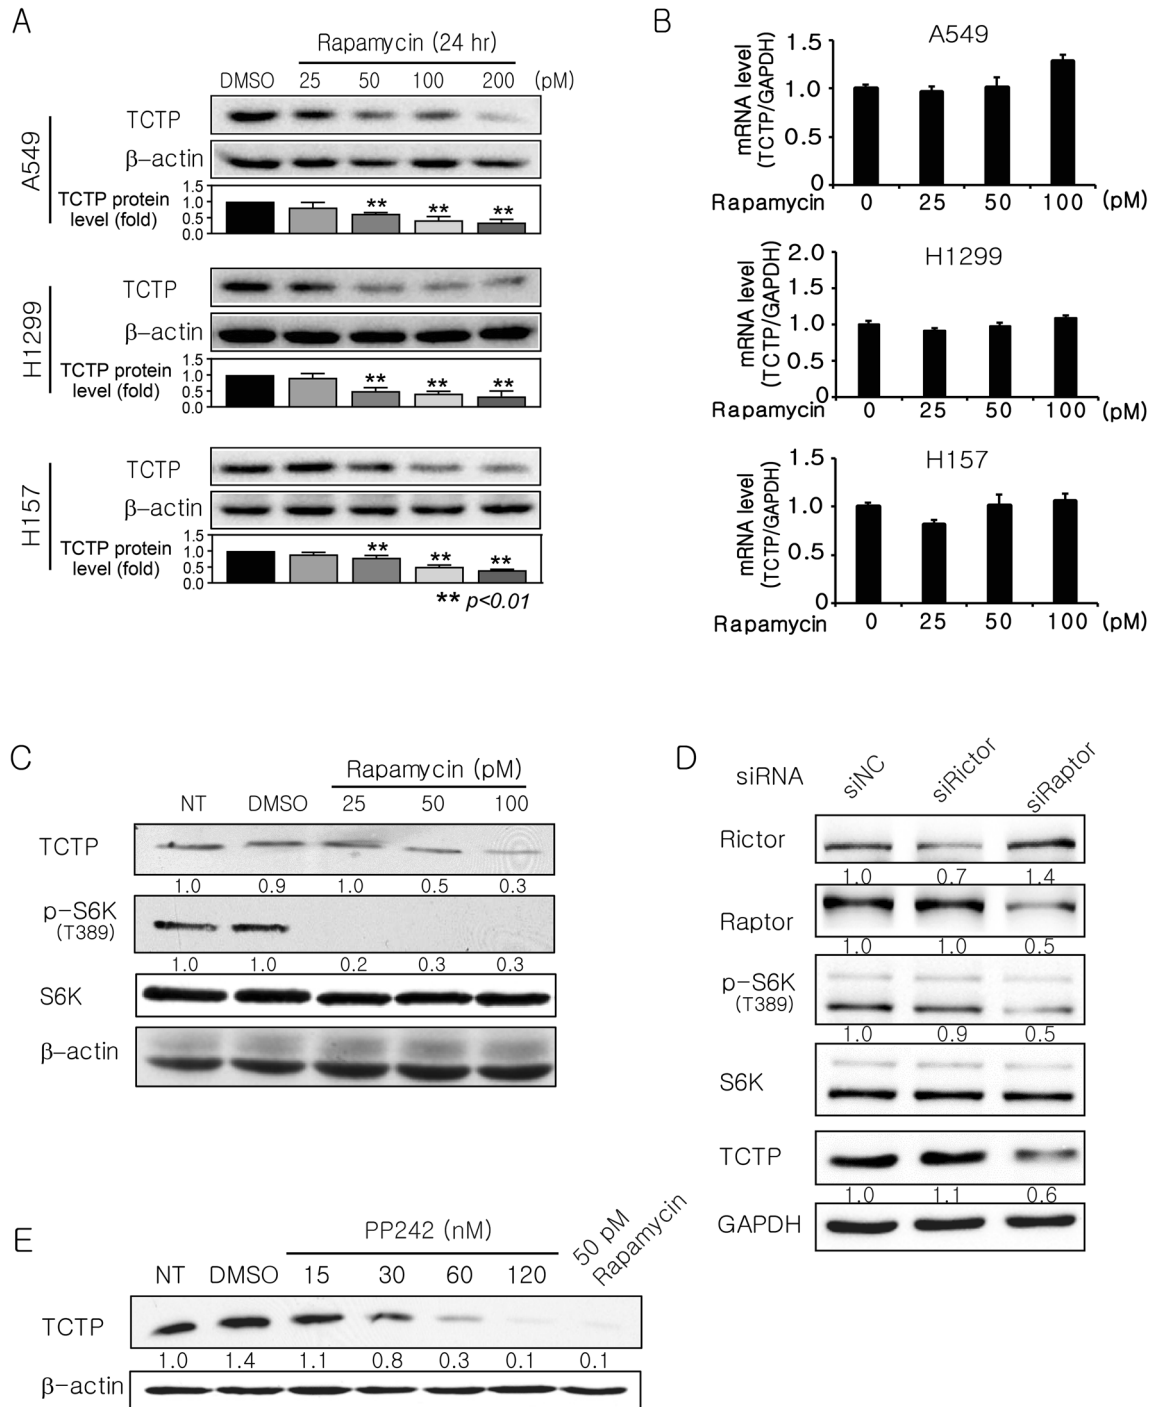 A
Rapamycin (24 hr)
DMSO 25 50 100 200 (pM)
A549
TCTP
β-actin
TCTP protein level (fold)
1.5
1.0
0.5
0.0
** ** **
H1299
TCTP
β-actin
TCTP protein level (fold)
1.5
1.0
0.5
0.0
** ** **
H157
TCTP
β-actin
TCTP protein level (fold)
1.5
1.0
0.5
0.0
** ** **
** p<0.01
B
A549
mRNA level (TCTP/GAPDH)
1.5
1.0
0.5
0
Rapamycin 0 25 50 100 (pM)
H1299
mRNA level (TCTP/GAPDH)
2.0
1.5
1.0
0.5
0
Rapamycin 0 25 50 100 (pM)
H157
mRNA level (TCTP/GAPDH)
1.5
1.0
0.5
0
Rapamycin 0 25 50 100 (pM)
C
Rapamycin (pM)
NT DMSO 25 50 100
TCTP
1.0 0.9 1.0 0.5 0.3
p-S6K (T389)
1.0 1.0 0.2 0.3 0.3
S6K
β-actin
D
siRNA siNC siRictor siRaptor
Rictor
1.0 0.7 1.4
Raptor
1.0 1.0 0.5
p-S6K (T389)
1.0 0.9 0.5
S6K
TCTP
1.0 1.1 0.6
GAPDH
E
PP242 (nM)
50 pM Rapamycin
NT DMSO 15 30 60 120
TCTP
1.0 1.4 1.1 0.8 0.3 0.1 0.1
β-actin